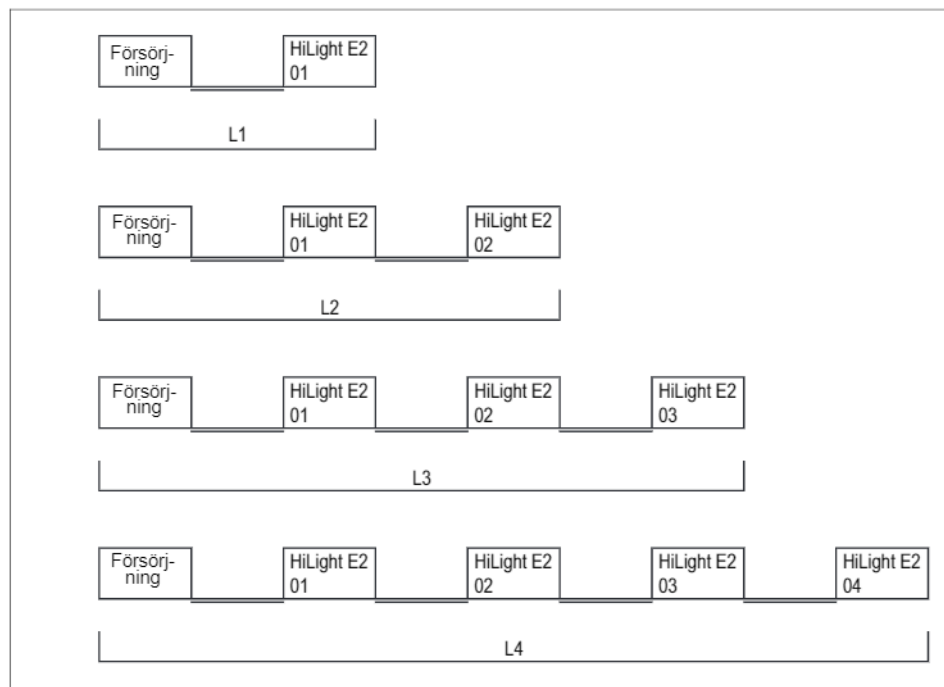 Försörj-
ning
HiLight E2
01
L1
Försörj-
ning
HiLight E2
01
HiLight E2
02
L2
Försörj-
ning
HiLight E2
01
HiLight E2
02
HiLight E2
03
L3
Försörj-
ning
HiLight E2
01
HiLight E2
02
HiLight E2
03
HiLight E2
04
L4